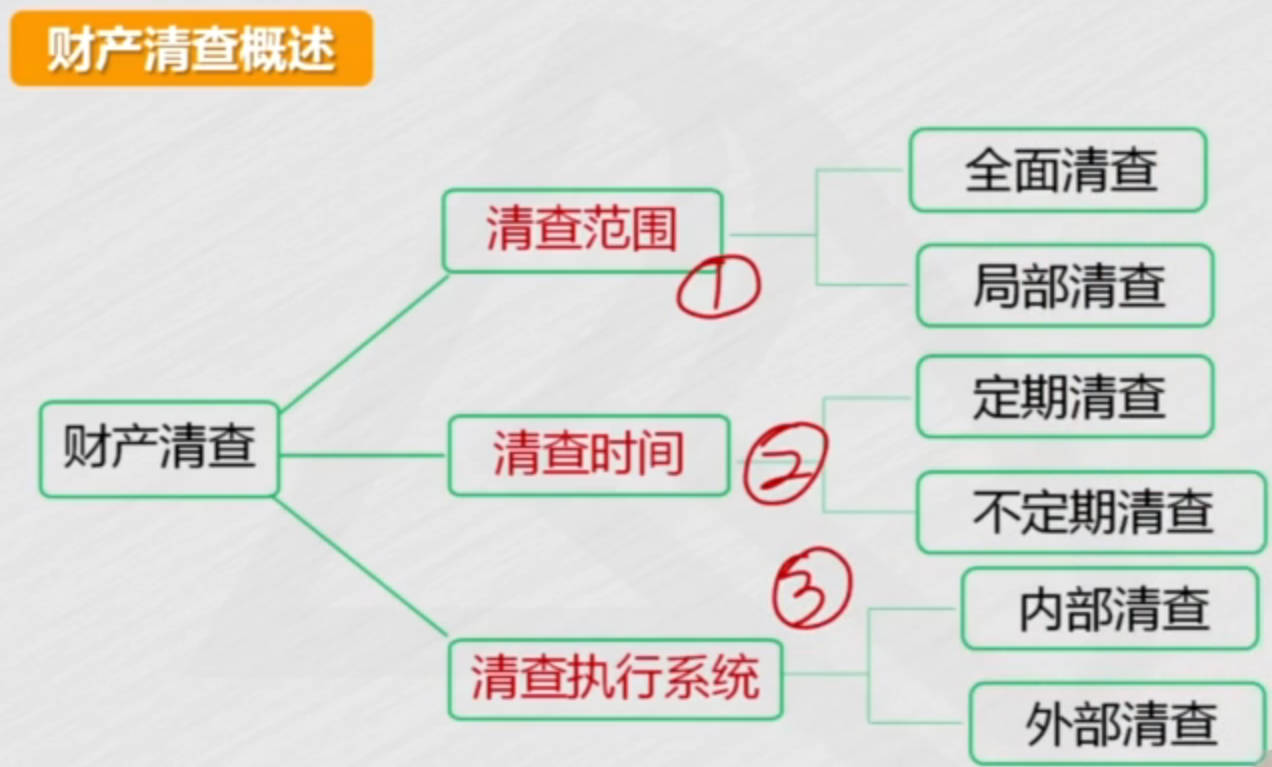 财产清查概述
全面清查
清查范围
①
局部清查
定期清查
财产清查
清查时间
②
不定期清查
③
内部清查
清查执行系统
外部清查